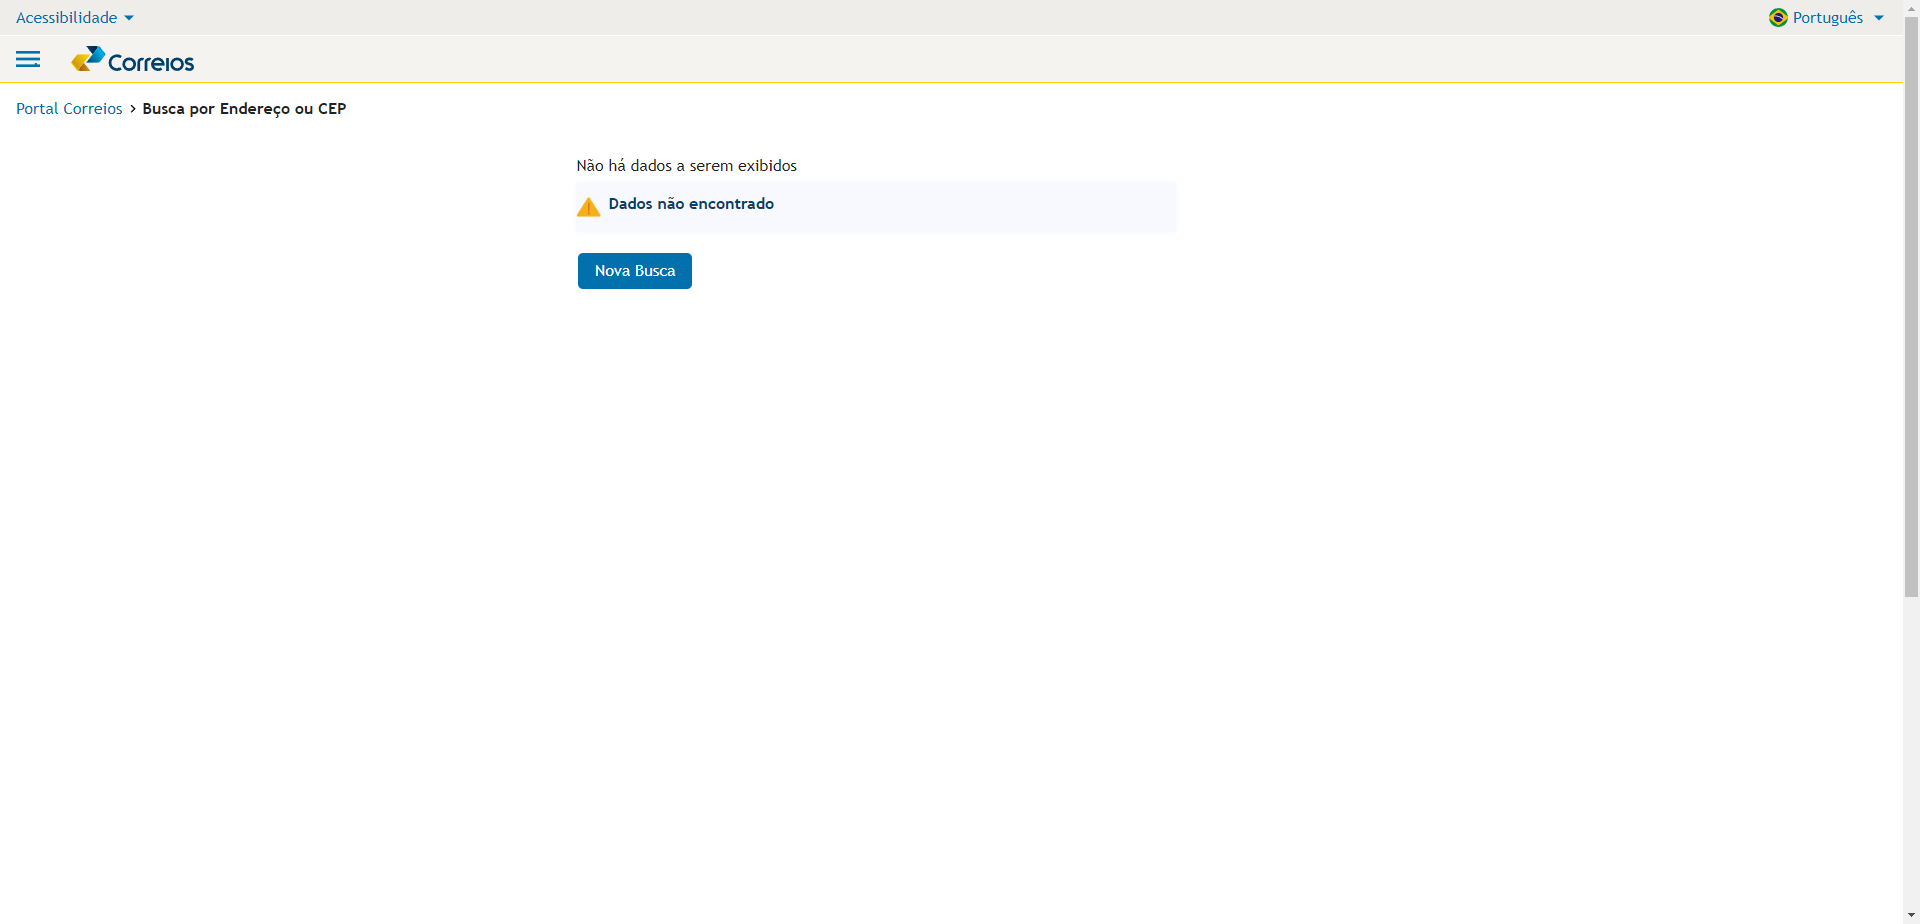 Acessibilidade
Português
Correios
Portal Correios > Busca por Endereço ou CEP
Não há dados a serem exibidos
Dados não encontrado
Nova Busca